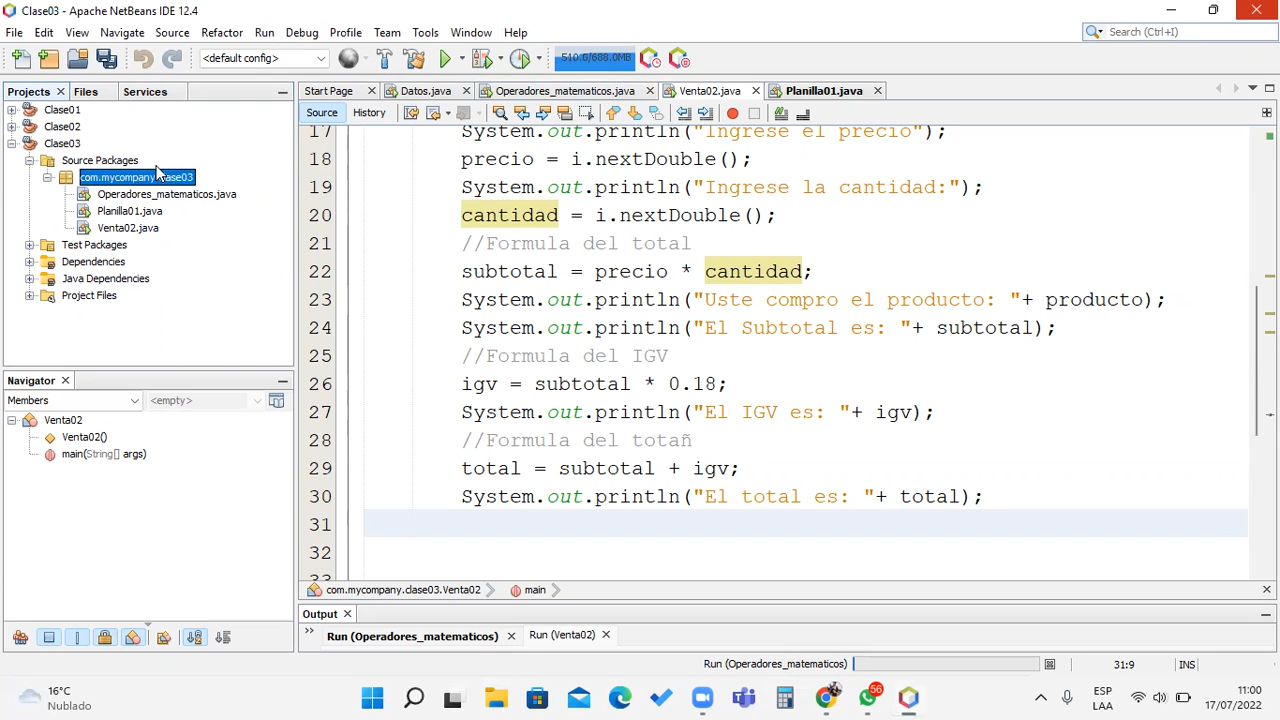 Clase03 - Apache NetBeans IDE 12.4
File Edit View Navigate Source Refactor Run Debug Profile Team Tools Window Help
Search (Ctrl+I)
<default config>
510.6/688.0MB
Projects Files Services
Start Page Datos.java Operadores_matematicos.java Venta02.java Planilla01.java
Source History
Clase01
Clase02
Clase03
Source Packages
com.mycompany.clase03
Operadores_matematicos.java
Planilla01.java
Venta02.java
Test Packages
Dependencies
Java Dependencies
Project Files
Navigator
Members <empty>
Venta02
Venta02()
main(String[] args)
17 System.out.println("Ingrese el precio");
18 precio = i.nextDouble();
19 System.out.println("Ingrese la cantidad:");
20 cantidad = i.nextDouble();
21 //Formula del total
22 subtotal = precio * cantidad;
23 System.out.println("Uste compro el producto: "+ producto);
24 System.out.println("El Subtotal es: "+ subtotal);
25 //Formula del IGV
26 igv = subtotal * 0.18;
27 System.out.println("El IGV es: "+ igv);
28 //Formula del totañ
29 total = subtotal + igv;
30 System.out.println("El total es: "+ total);
31
32
33
com.mycompany.clase03.Venta02 main
Output
Run (Operadores_matematicos) Run (Venta02)
Run (Operadores_matematicos) 31:9 INS
16°C
Nublado
56
ESP
LAA
11:00
17/07/2022